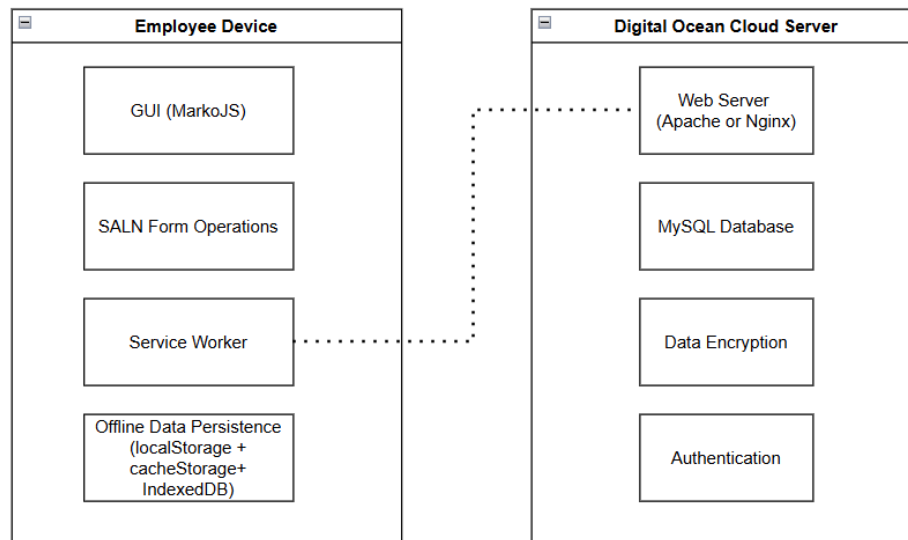 Employee Device
GUI (MarkoJS)
SALN Form Operations
Service Worker
Offline Data Persistence
(localStorage +
cacheStorage+
IndexedDB)
Digital Ocean Cloud Server
Web Server
(Apache or Nginx)
MySQL Database
Data Encryption
Authentication